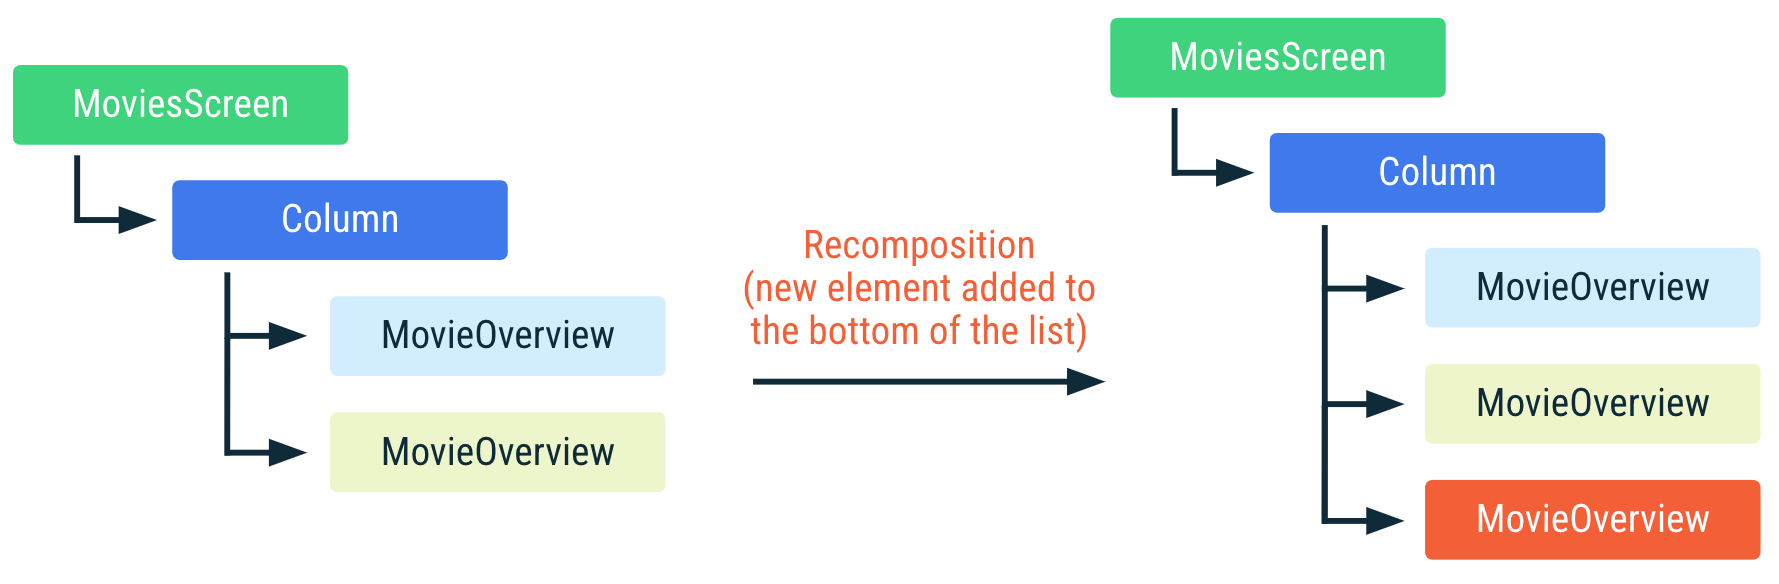 MoviesScreen
Column
MovieOverview
MovieOverview
Recomposition
(new element added to
the bottom of the list)
MoviesScreen
Column
MovieOverview
MovieOverview
MovieOverview